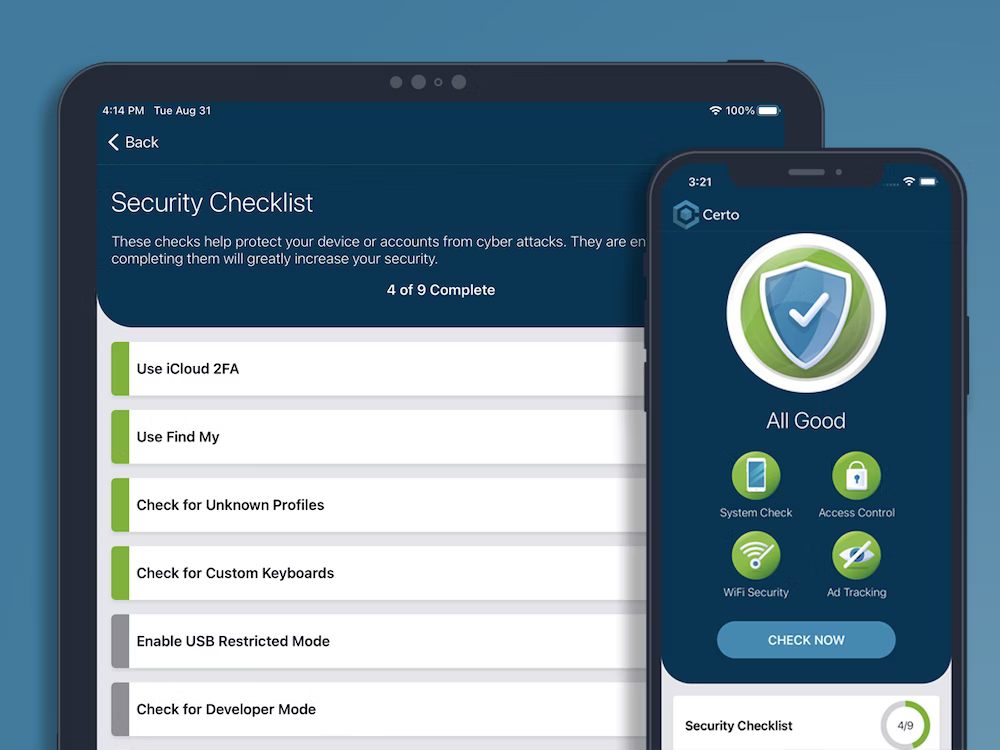 4:14 PM Tue Aug 31
100%
Back
Security Checklist
These checks help protect your device or accounts from cyber attacks. They are
completing them will greatly increase your security.
4 of 9 Complete
Use iCloud 2FA
Use Find My
Check for Unknown Profiles
Check for Custom Keyboards
Enable USB Restricted Mode
Check for Developer Mode
3:21
Certo
All Good
System Check
Access Control
WiFi Security
Ad Tracking
CHECK NOW
Security Checklist
4/9